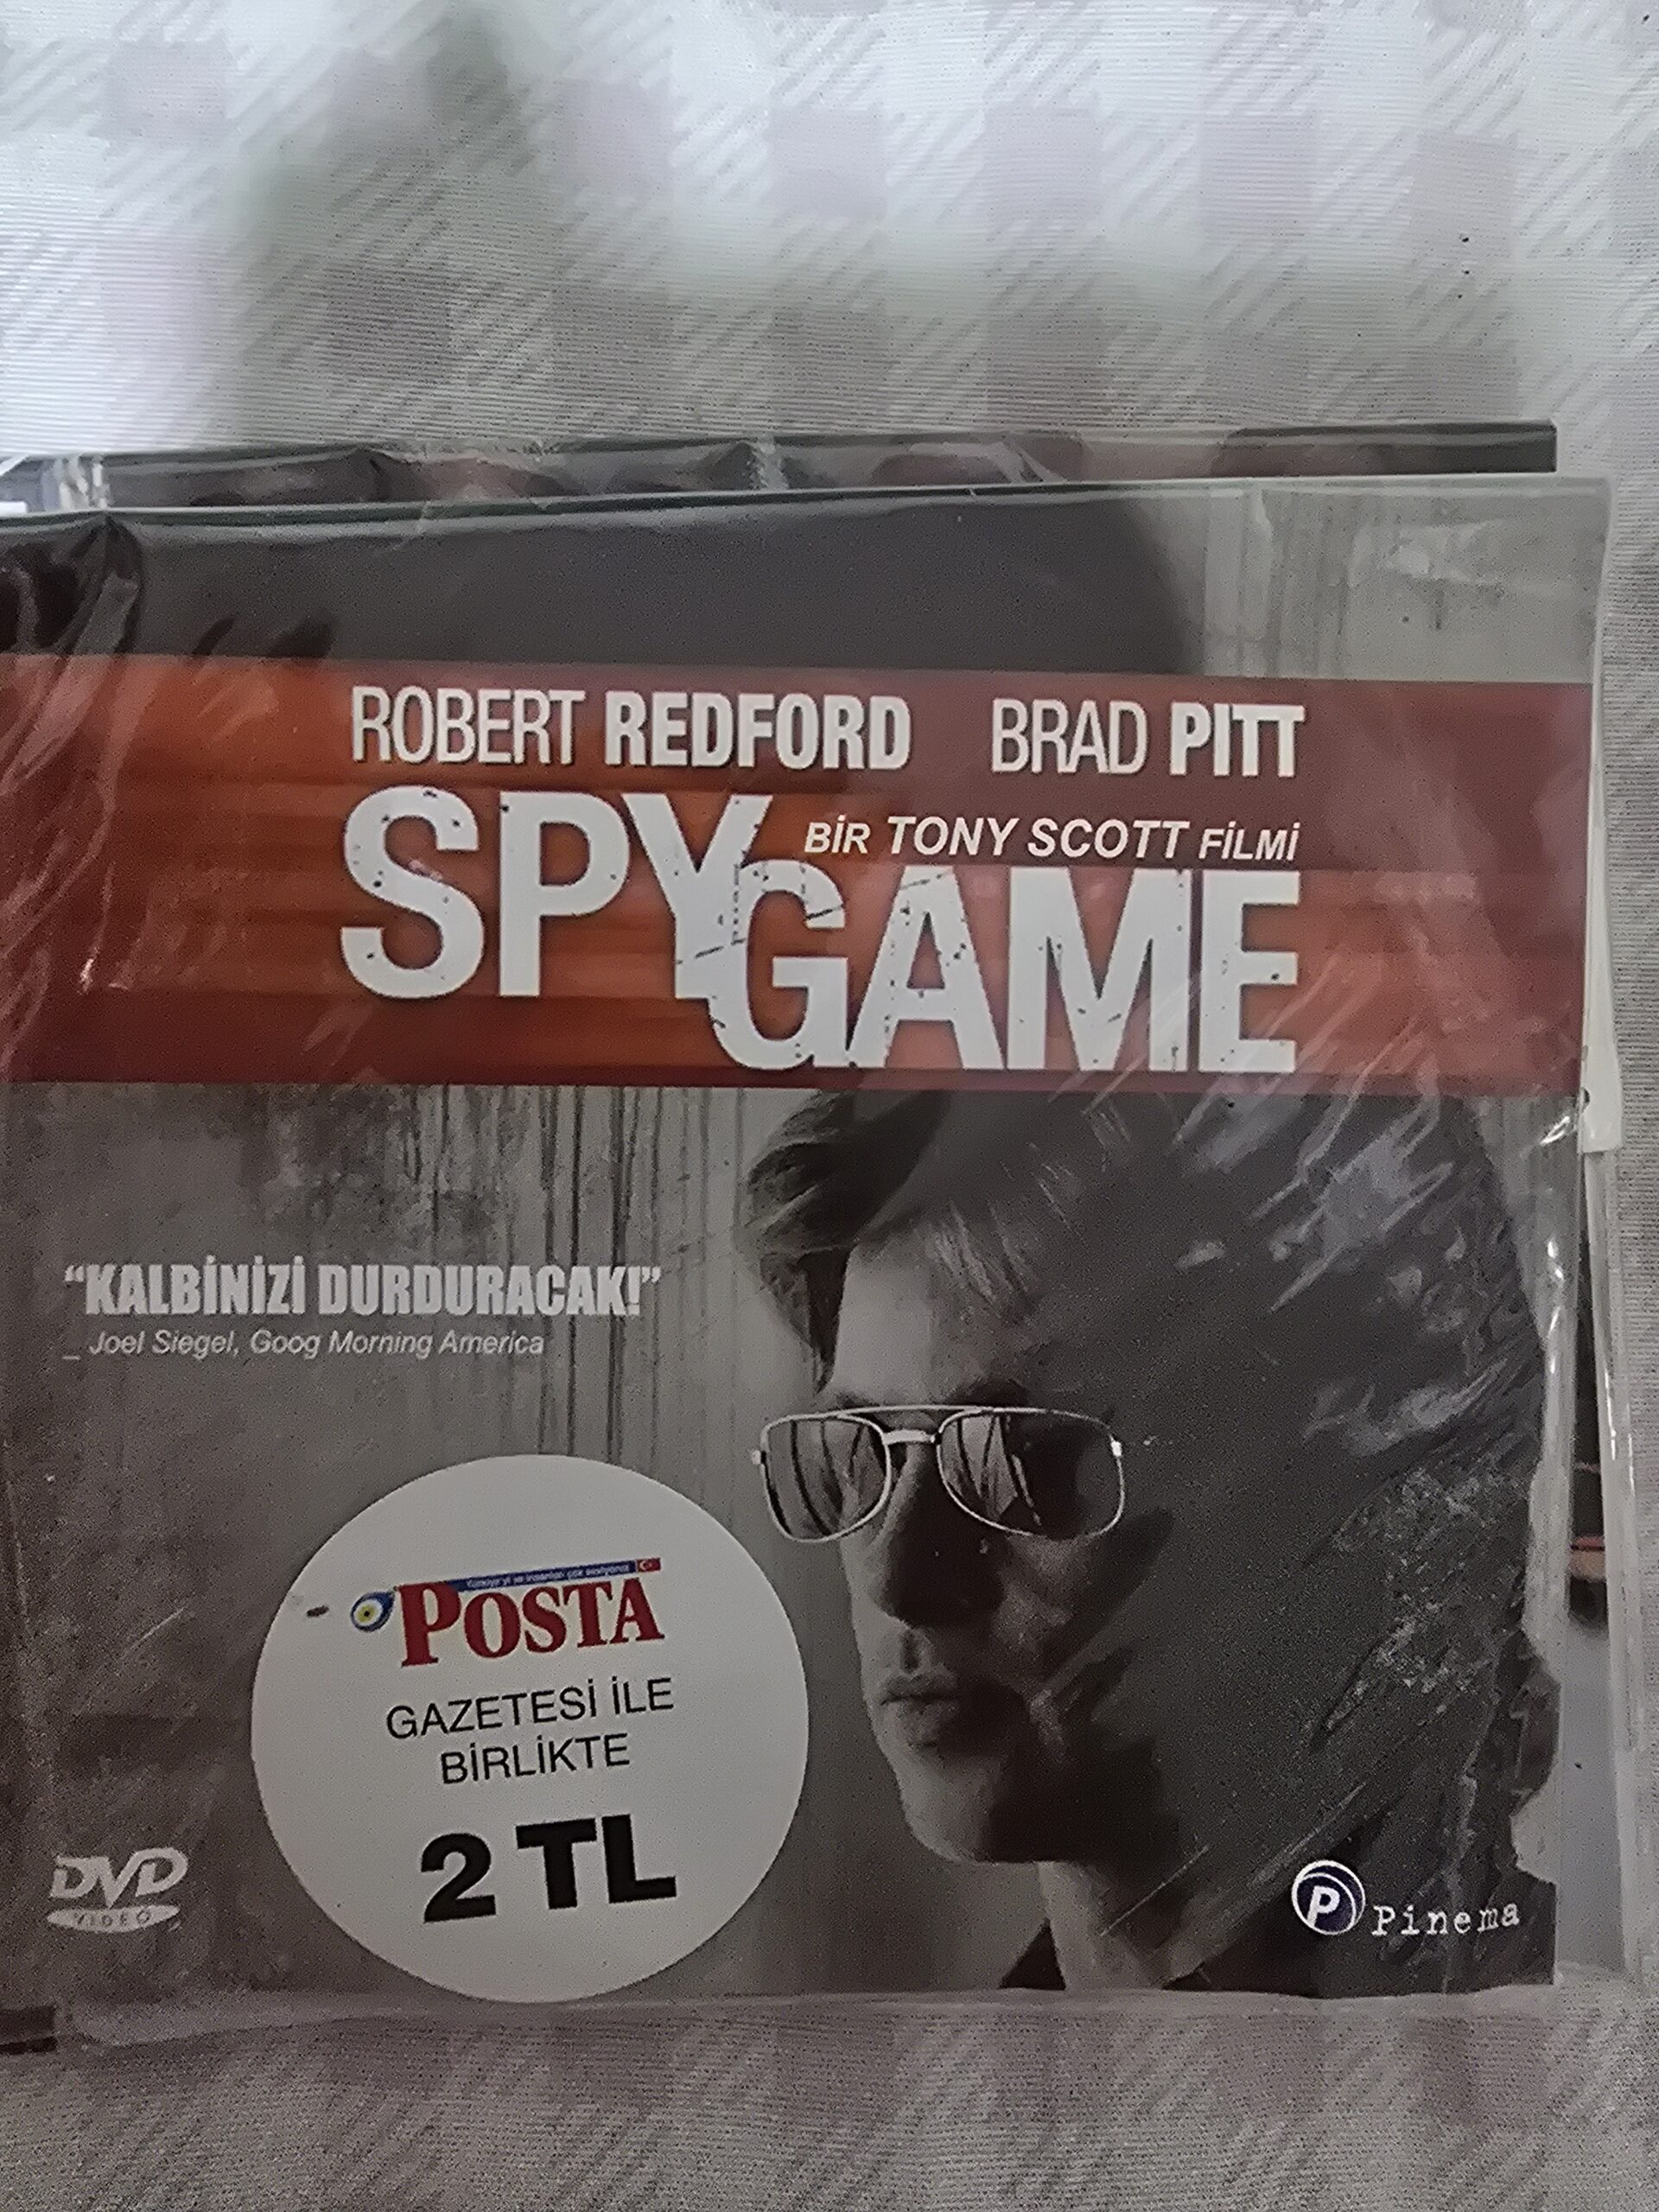 ROBERT REDFORD BRAD PITT
BİR TONY SCOTT FİLMİ
SPY GAME
“KALBİNİZİ DURDURACAK!”
_ Joel Siegel, Goog Morning America
POSTA
GAZETESİ İLE
BİRLİKTE
2 TL
DVD
VIDEO
P Pinema